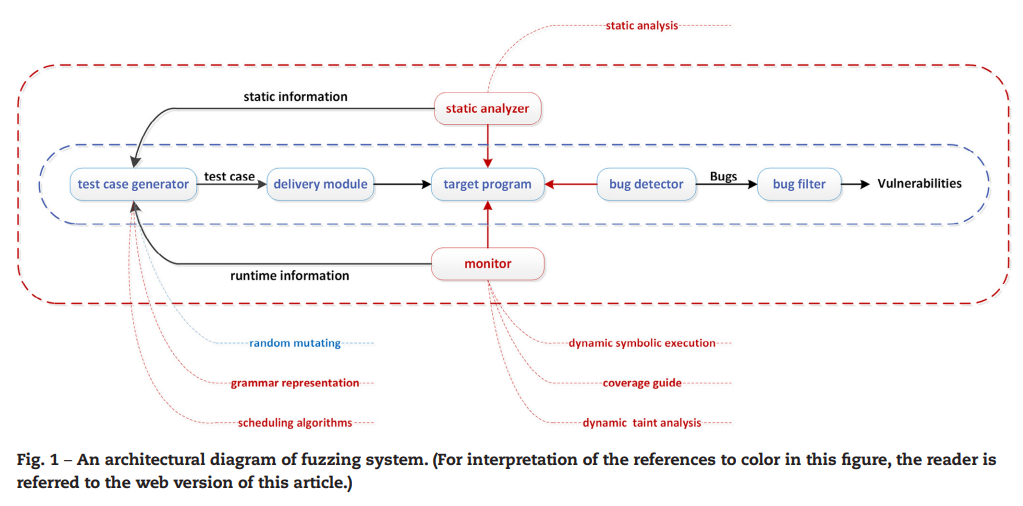 static analysis
static information
static analyzer
test case generator
test case
delivery module
target program
bug detector
Bugs
bug filter
Vulnerabilities
monitor
runtime information
random mutating
dynamic symbolic execution
grammar representation
coverage guide
scheduling algorithms
dynamic taint analysis
Fig. 1 – An architectural diagram of fuzzing system. (For interpretation of the references to color in this figure, the reader is
referred to the web version of this article.)